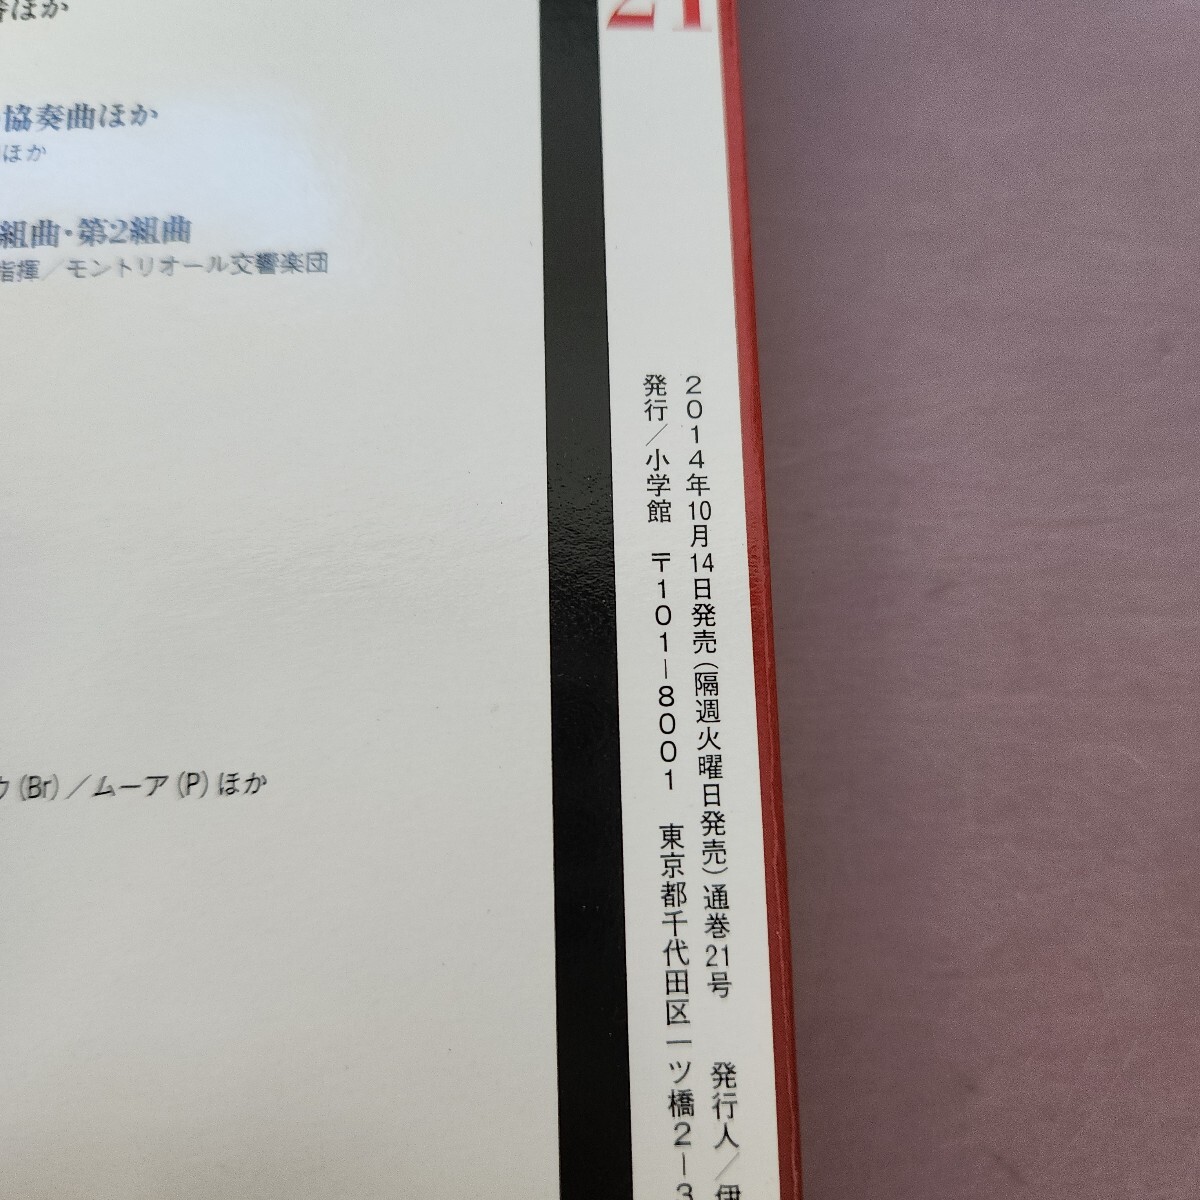 21
響ほか
協奏曲ほか
ほか
組曲・第2組曲
指揮／モントリオール交響楽団
ウ(Br)／ムーア(P)ほか
2014年10月14日発売(隔週火曜日発売)通巻21号 発行人／伊
発行／小学館 〒101-8001 東京都千代田区一ツ橋2-3